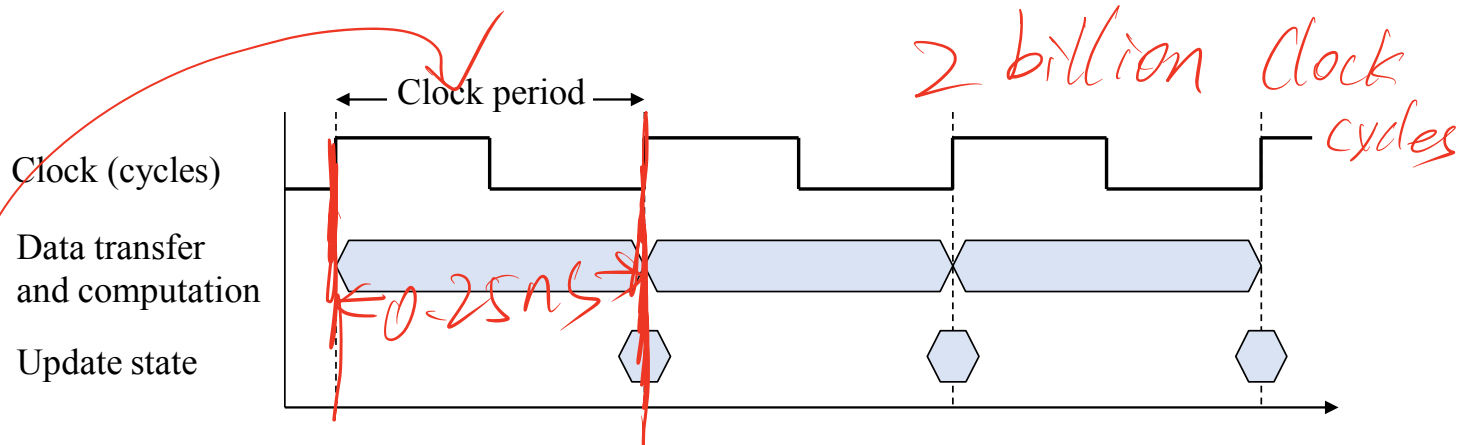 2 billion Clock
cycles
Clock period
Clock (cycles)
Data transfer
and computation
0.25ns
Update state